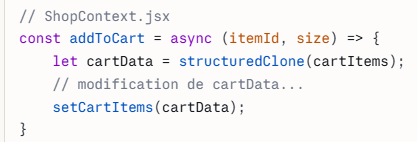 // ShopContext.jsx
const addToCart = async (itemId, size) => {
    let cartData = structuredClone(cartItems);
    // modification de cartData...
    setCartItems(cartData);
}